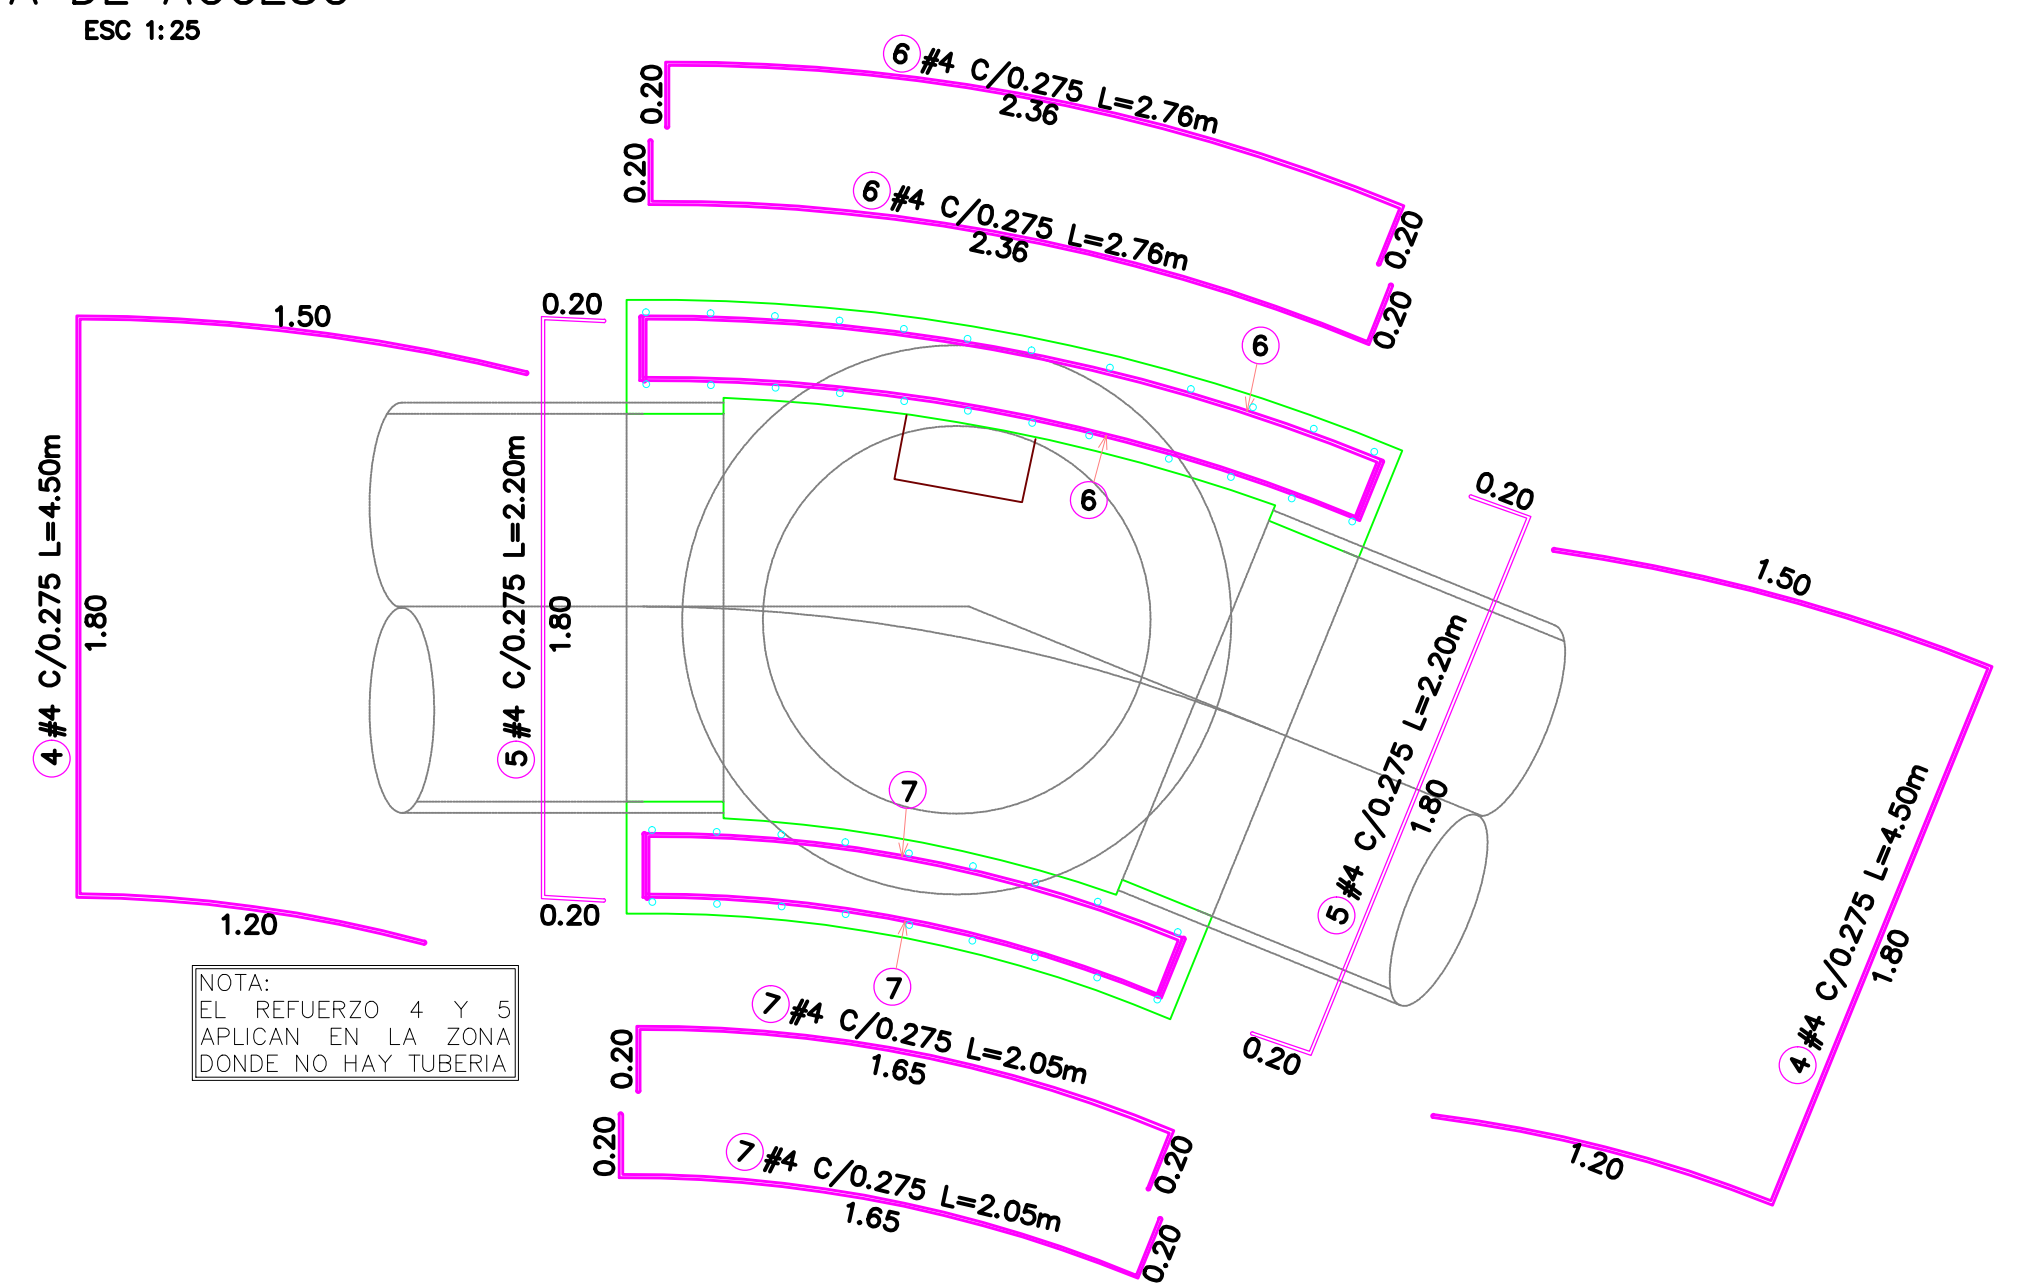 ESC 1:25
6 #4 C/0.275 L=2.76m
2.36
0.20
0.20
6 #4 C/0.275 L=2.76m
2.36
0.20
0.20
1.50
4 #4 C/0.275 L=4.50m
1.80
1.20
0.20
5 #4 C/0.275 L=2.20m
1.80
0.20
6
6
7
7
0.20
5 #4 C/0.275 L=2.20m
1.80
0.20
1.50
4 #4 C/0.275 L=4.50m
1.80
1.20
NOTA:
EL REFUERZO 4 Y 5
APLICAN EN LA ZONA
DONDE NO HAY TUBERIA
7 #4 C/0.275 L=2.05m
1.65
0.20
0.20
7 #4 C/0.275 L=2.05m
1.65
0.20
0.20